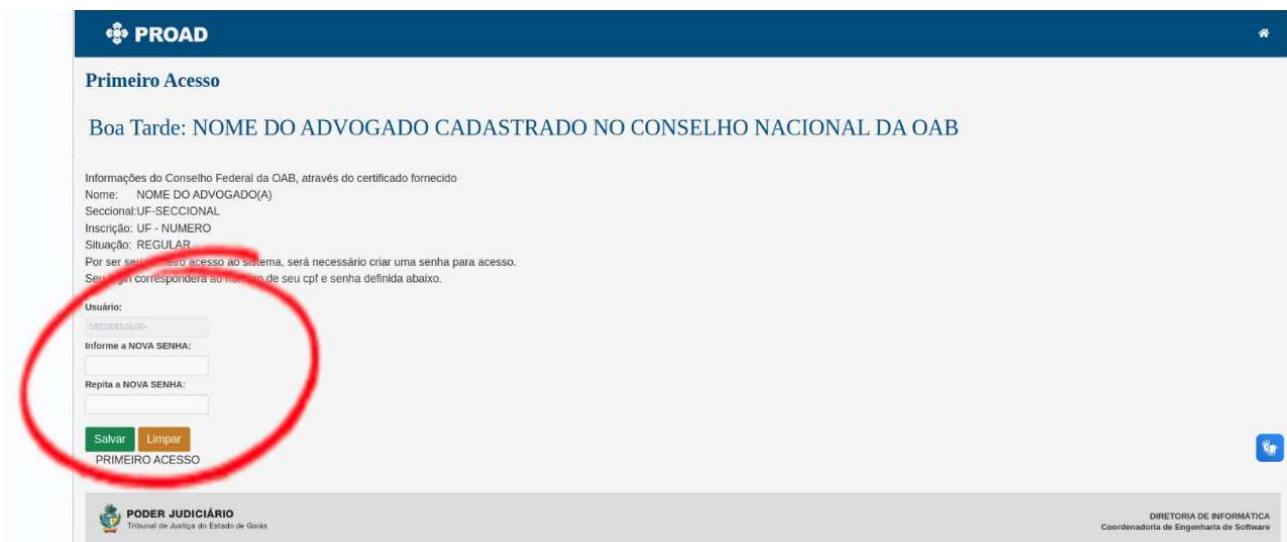 PROAD
Primeiro Acesso
Boa Tarde: NOME DO ADVOGADO CADASTRADO NO CONSELHO NACIONAL DA OAB
Informações do Conselho Federal da OAB, através do certificado fornecido
Nome: NOME DO ADVOGADO(A)
Seccional:UF-SECCIONAL
Inscrição: UF - NUMERO
Situação: REGULAR
Por ser seu primeiro acesso ao sistema, será necessário criar uma senha para acesso.
Seu login corresponderá ao número de seu cpf e senha definida abaixo.
Usuário:
Informe a NOVA SENHA:
Repita a NOVA SENHA:
Salvar Limpar
PRIMEIRO ACESSO
PODER JUDICIÁRIO
Tribunal de Justiça do Estado de Goiás
DIRETORIA DE INFORMÁTICA
Coordenadoria de Engenharia de Software